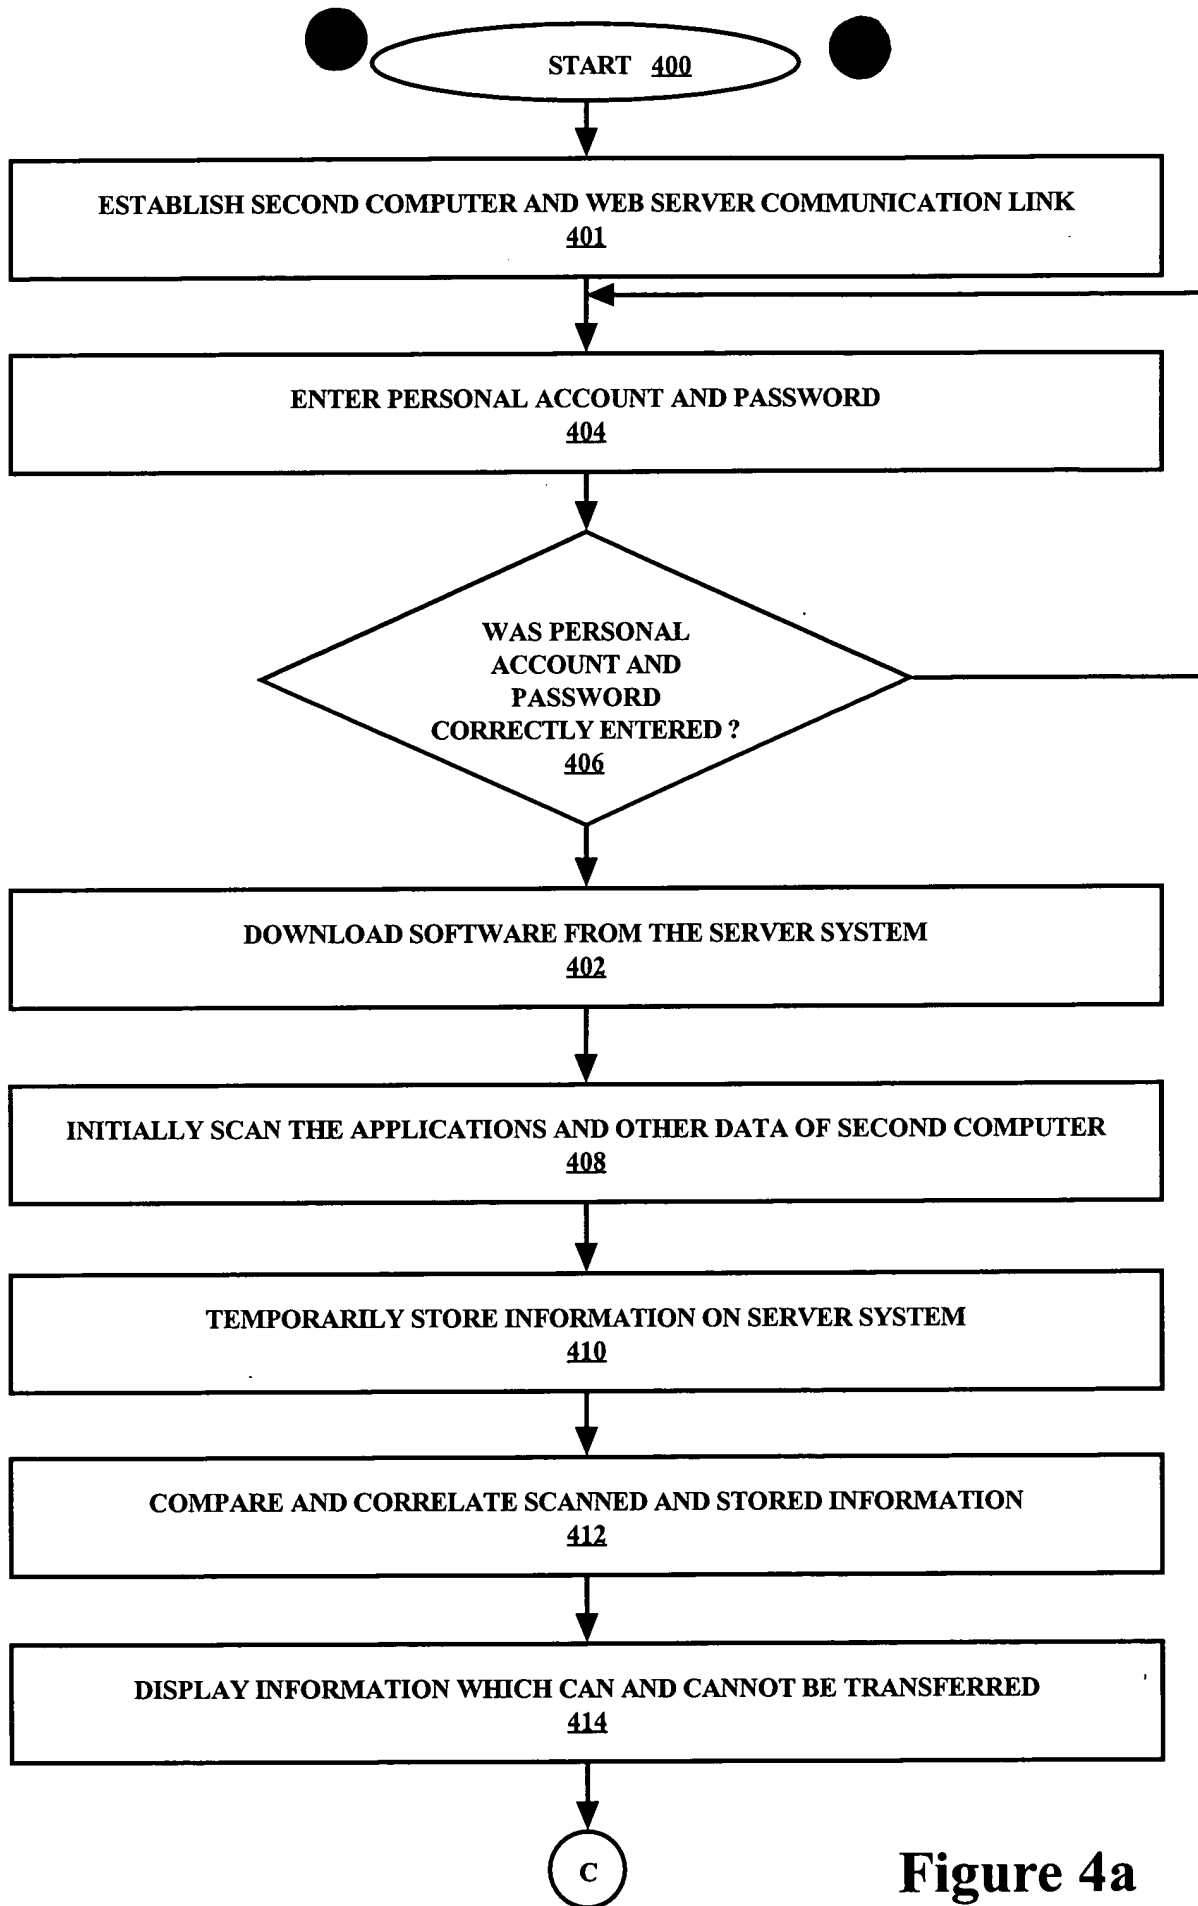 START 400
ESTABLISH SECOND COMPUTER AND WEB SERVER COMMUNICATION LINK
401
ENTER PERSONAL ACCOUNT AND PASSWORD
404
WAS PERSONAL
ACCOUNT AND
PASSWORD
CORRECTLY ENTERED ?
406
DOWNLOAD SOFTWARE FROM THE SERVER SYSTEM
402
INITIALLY SCAN THE APPLICATIONS AND OTHER DATA OF SECOND COMPUTER
408
TEMPORARILY STORE INFORMATION ON SERVER SYSTEM
410
COMPARE AND CORRELATE SCANNED AND STORED INFORMATION
412
DISPLAY INFORMATION WHICH CAN AND CANNOT BE TRANSFERRED
414
C
Figure 4a